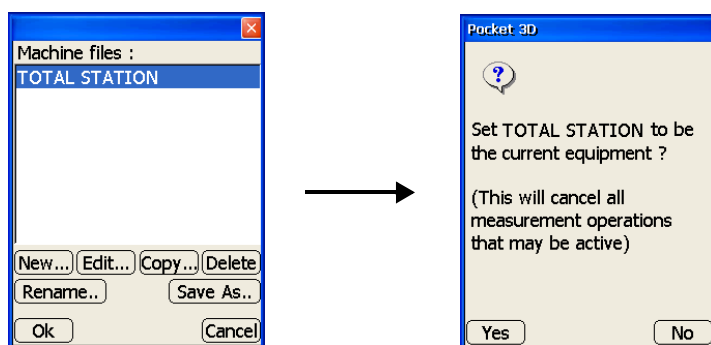 Machine files :
TOTAL STATION
New...
Edit...
Copy...
Delete
Rename..
Save As..
Ok
Cancel
Pocket 3D
?
Set TOTAL STATION to be
the current equipment ?
(This will cancel all
measurement operations
that may be active)
Yes
No